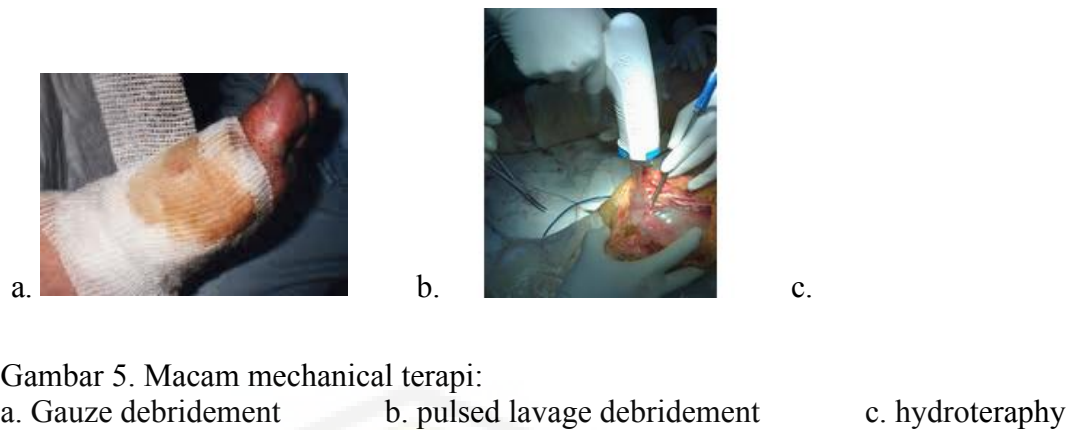 a. b. c.
Gambar 5. Macam mechanical terapi:
a. Gauze debridement b. pulsed lavage debridement c. hydroteraphy